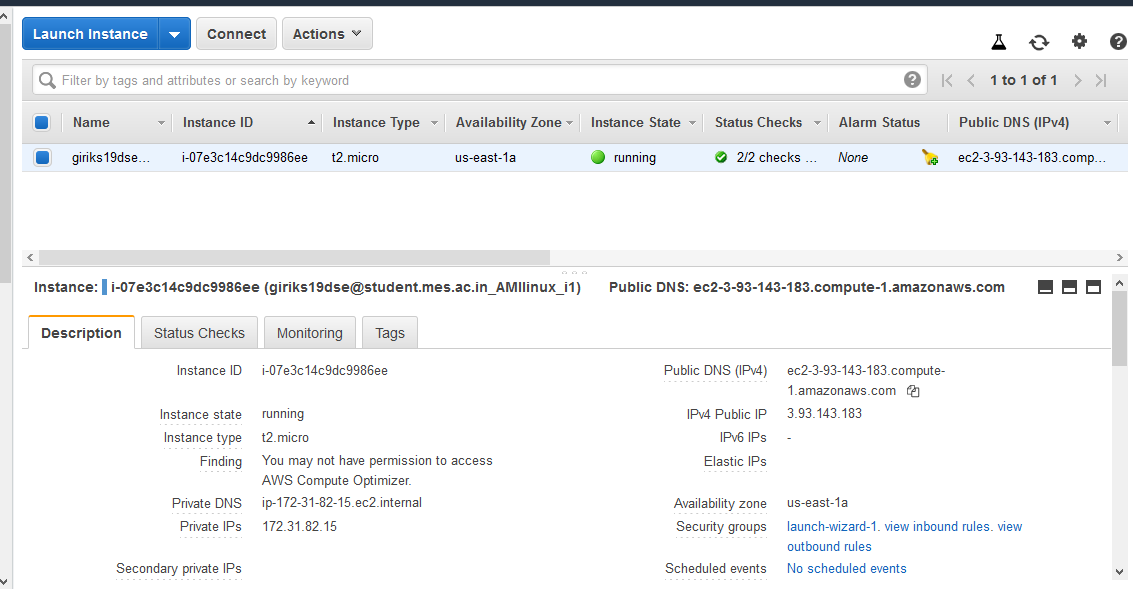 Launch Instance Connect Actions
Filter by tags and attributes or search by keyword 1 to 1 of 1
Name Instance ID Instance Type Availability Zone Instance State Status Checks Alarm Status Public DNS (IPv4)
giriks19dse... i-07e3c14c9dc9986ee t2.micro us-east-1a running 2/2 checks ... None ec2-3-93-143-183.comp...
Instance: i-07e3c14c9dc9986ee (giriks19dse@student.mes.ac.in_AMIlinux_i1) Public DNS: ec2-3-93-143-183.compute-1.amazonaws.com
Description Status Checks Monitoring Tags
Instance ID i-07e3c14c9dc9986ee Public DNS (IPv4) ec2-3-93-143-183.compute-
1.amazonaws.com
Instance state running IPv4 Public IP 3.93.143.183
Instance type t2.micro IPv6 IPs -
Finding You may not have permission to access Elastic IPs
AWS Compute Optimizer.
Private DNS ip-172-31-82-15.ec2.internal Availability zone us-east-1a
Private IPs 172.31.82.15 Security groups launch-wizard-1. view inbound rules. view
outbound rules
Secondary private IPs Scheduled events No scheduled events